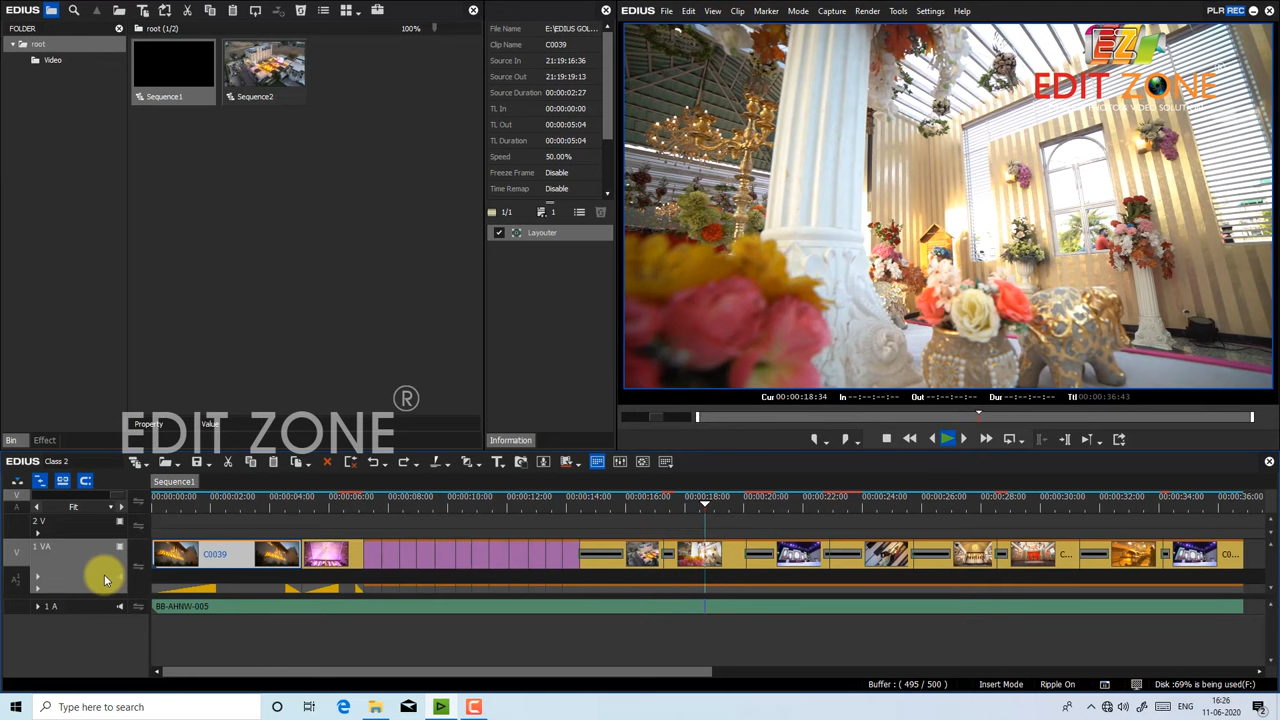 EDIUS
FOLDER
root
Video
root (1/2)
100%
Sequence1
Sequence2
Property Value
Bin Effect
File Name E:\EDIUS GOL...
Clip Name C0039
Source In 21:19:16:36
Source Out 21:19:19:13
Source Duration 00:00:02:27
TL In 00:00:00:00
TL Out 00:00:05:04
TL Duration 00:00:05:04
Speed 50.00%
Freeze Frame Disable
Time Remap Disable
1/1 1
Layouter
Information
EDIUS File Edit View Clip Marker Mode Capture Render Tools Settings Help PLR REC
EZ
EDIT ZONE
Cur 00:00:18:34 In --:--:--:-- Out --:--:--:-- Dur --:--:--:-- Ttl 00:00:36:43
EDIT ZONE ®
EDIUS Class 2
Sequence1
V
A
Fit
00:00:00:00 00:00:02:00 00:00:04:00 00:00:06:00 00:00:08:00 00:00:10:00 00:00:12:00 00:00:14:00 00:00:16:00 00:00:18:00 00:00:20:00 00:00:22:00 00:00:24:00 00:00:26:00 00:00:28:00 00:00:30:00 00:00:32:00 00:00:34:00 00:00:36:00
2 V
1 VA
V
C0039 C... C0...
1 A
BB-AHNW-005
Buffer : ( 495 / 500 ) Insert Mode Ripple On Disk :69% is being used(F:)
Type here to search
ENG
16:26
11-06-2020
2